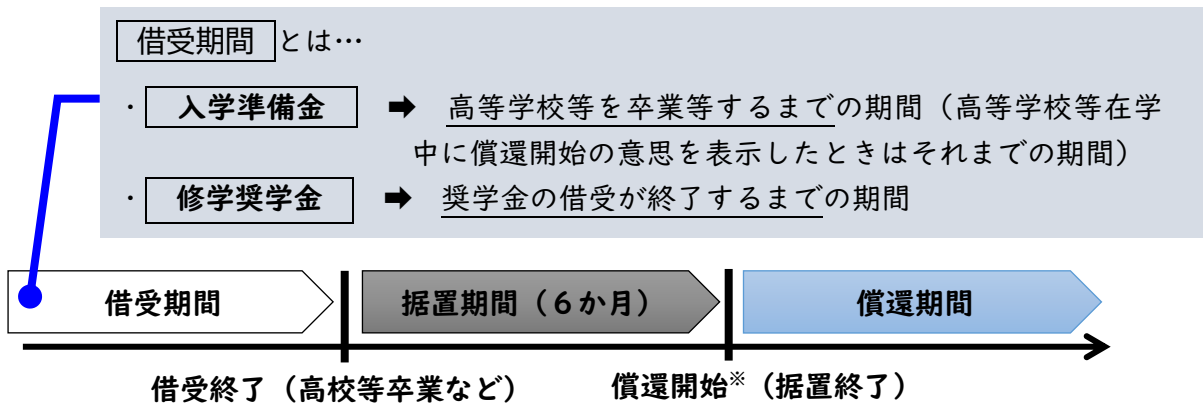 借受期間 とは…
・ 入学準備金 ➡ 高等学校等を卒業等するまでの期間（高等学校等在学
中に償還開始の意思を表示したときはそれまでの期間）
・ 修学奨学金 ➡ 奨学金の借受が終了するまでの期間
借受期間 据置期間（６か月） 償還期間
借受終了（高校等卒業など） 償還開始※（据置終了）